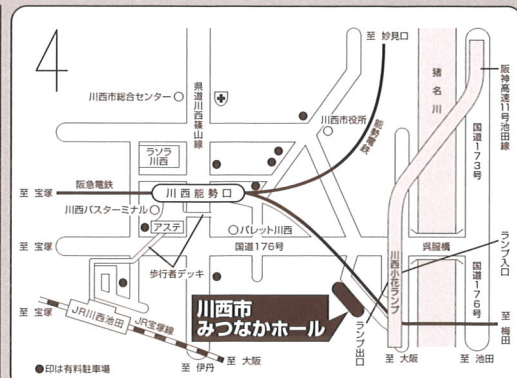 4
至 妙見口
猪名川
阪神高速11号池田線
川西市総合センター
県道川西篠山線
川西市役所
国道173号
能勢電鉄
ラソラ
川西
至 宝塚
阪急電鉄
川西能勢口
川西バスターミナル
アステ
パレット川西
至 宝塚
国道176号
呉服橋
ランプ入口
川西小花ランプ
歩行者デッキ
国道176号
川西市
みつなかホール
ランプ出口
至 宝塚
JR川西池田
JR宝塚線
至 梅田
●印は有料駐車場
至 伊丹
至 大阪
至 大阪
至 池田